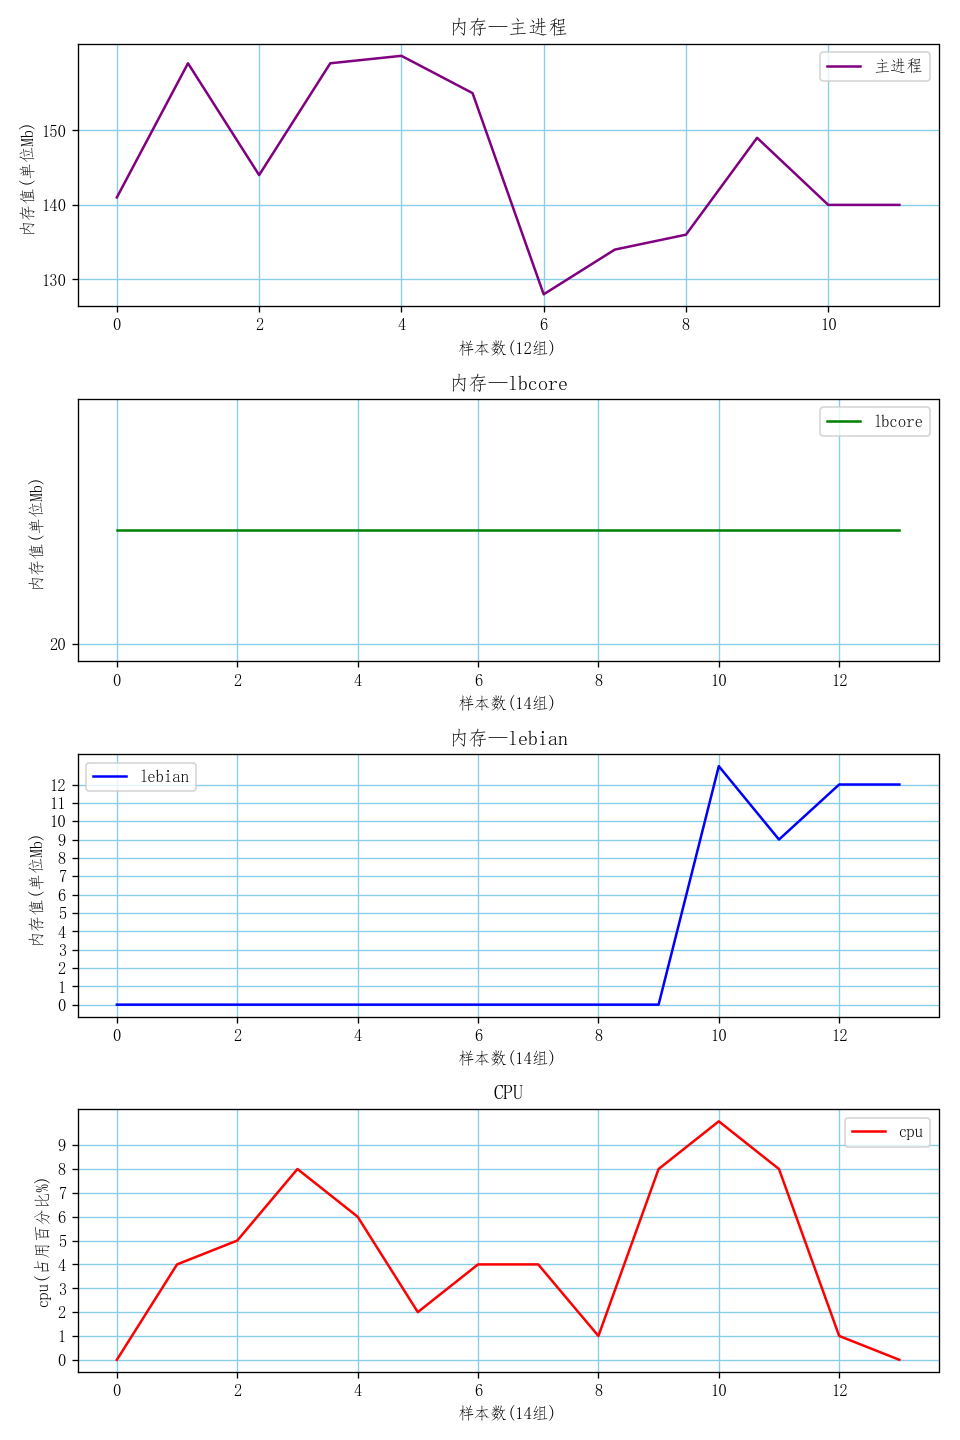 内存—主进程
主进程
内存值(单位Mb)
150
140
130
0 2 4 6 8 10
样本数(12组)
内存—lbcore
lbcore
内存值(单位Mb)
20
0 2 4 6 8 10 12
样本数(14组)
内存—lebian
lebian
内存值(单位Mb)
12
11
10
9
8
7
6
5
4
3
2
1
0
0 2 4 6 8 10 12
样本数(14组)
CPU
cpu
cpu(占用百分比%)
9
8
7
6
5
4
3
2
1
0
0 2 4 6 8 10 12
样本数(14组)